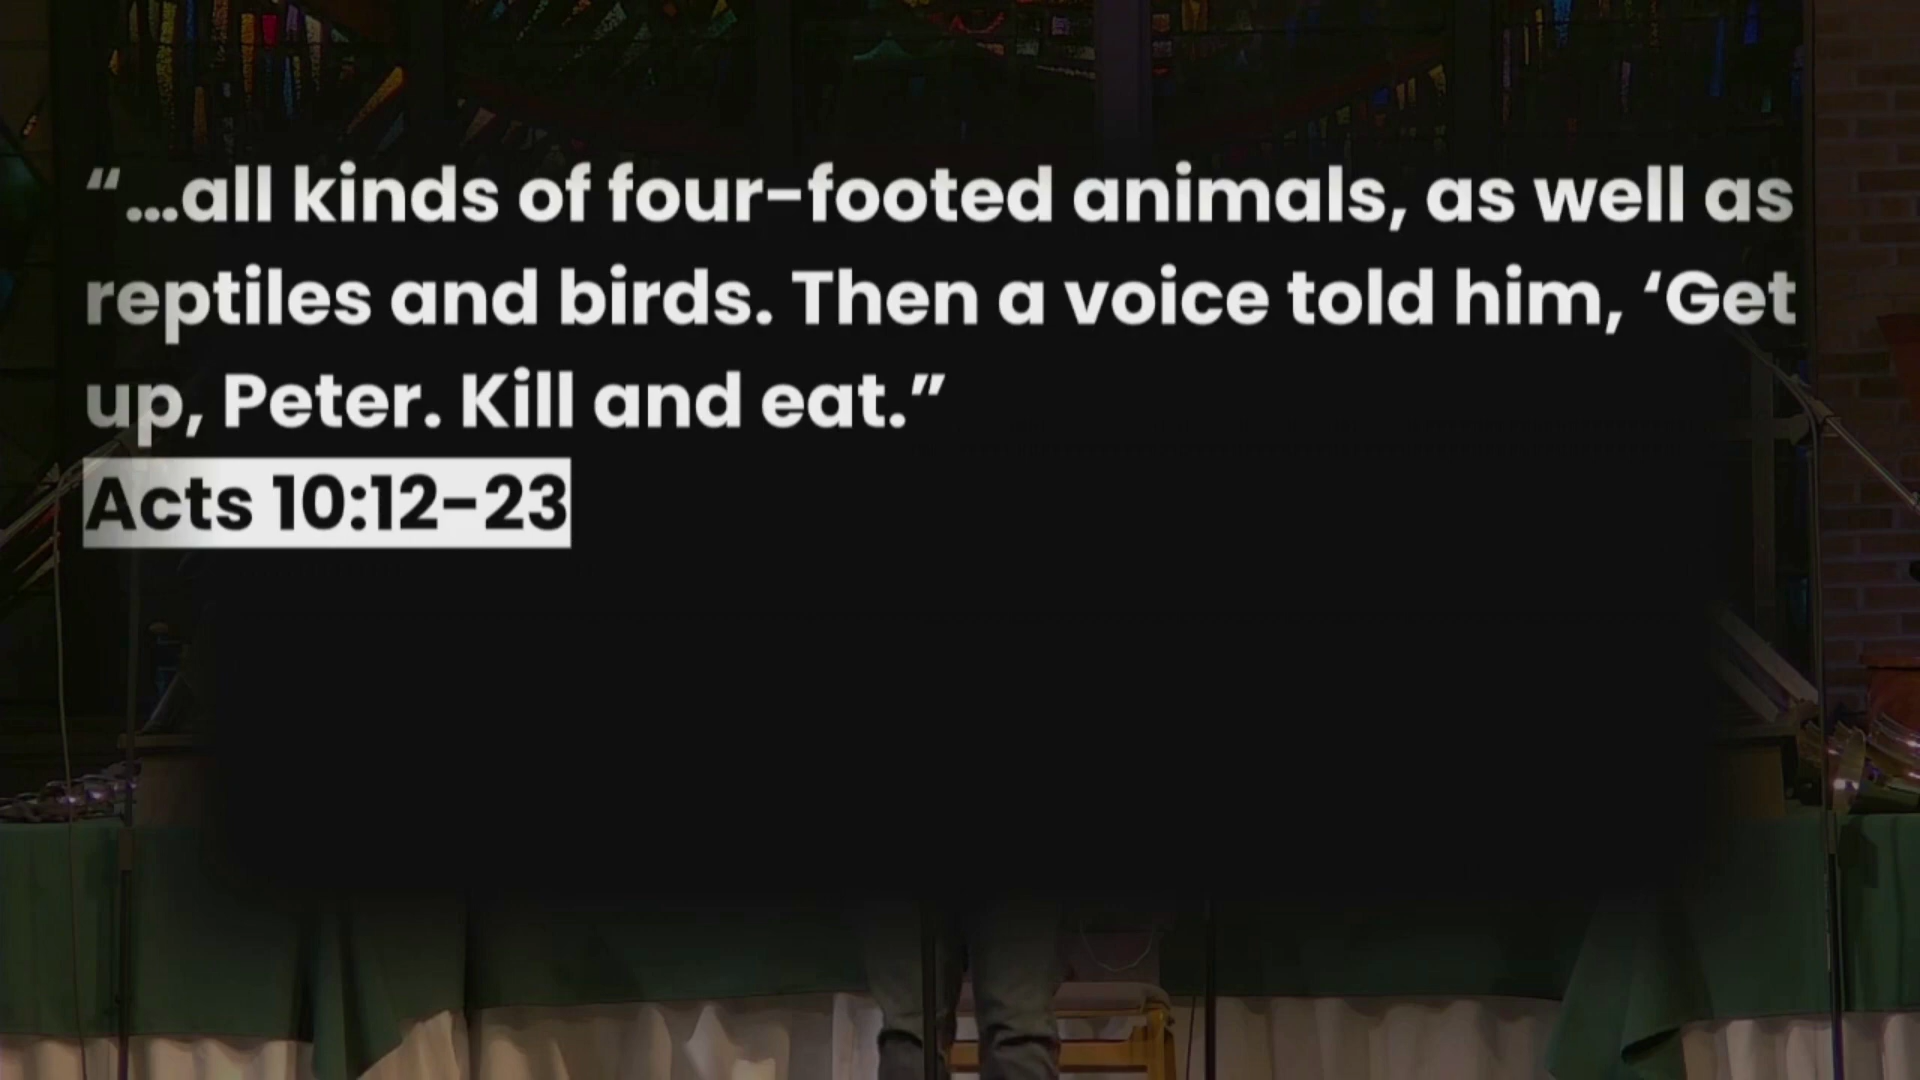 “...all kinds of four-footed animals, as well as
reptiles and birds. Then a voice told him, ‘Get
up, Peter. Kill and eat.”
Acts 10:12-23